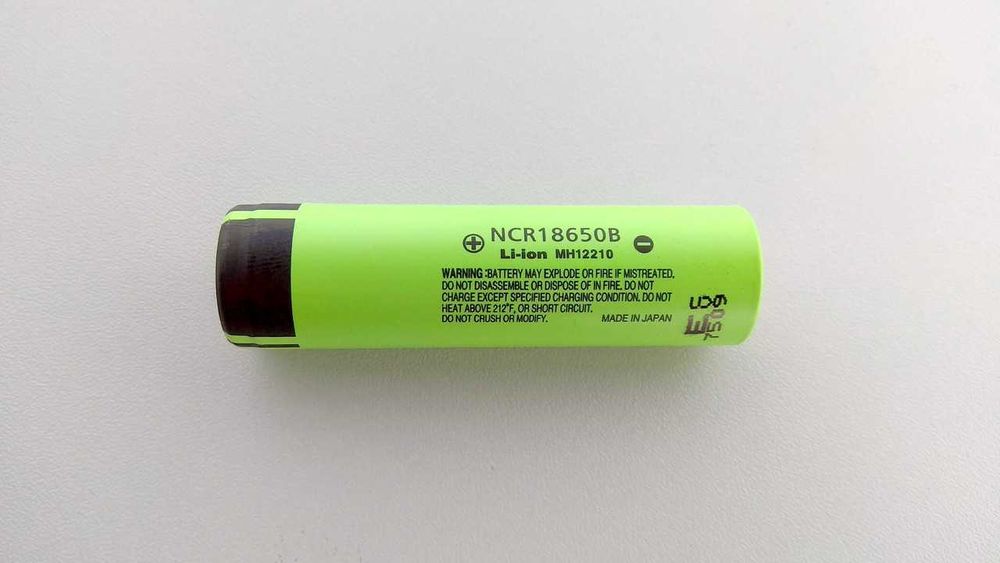 ⊕ NCR18650B ⊖
Li-ion MH12210
WARNING :BATTERY MAY EXPLODE OR FIRE IF MISTREATED.
DO NOT DISASSEMBLE OR DISPOSE OF IN FIRE. DO NOT
CHARGE EXCEPT SPECIFIED CHARGING CONDITION. DO NOT
HEAT ABOVE 212°F, OR SHORT CIRCUIT.
DO NOT CRUSH OR MODIFY. MADE IN JAPAN
E
7509